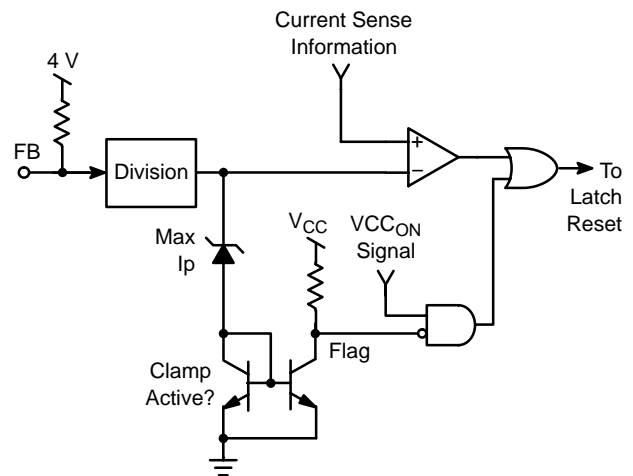 Current Sense
Information
4 V
FB
Division
+
−
To
Latch
Reset
Max
Ip
VCC
VCCON
Signal
Flag
Clamp
Active?